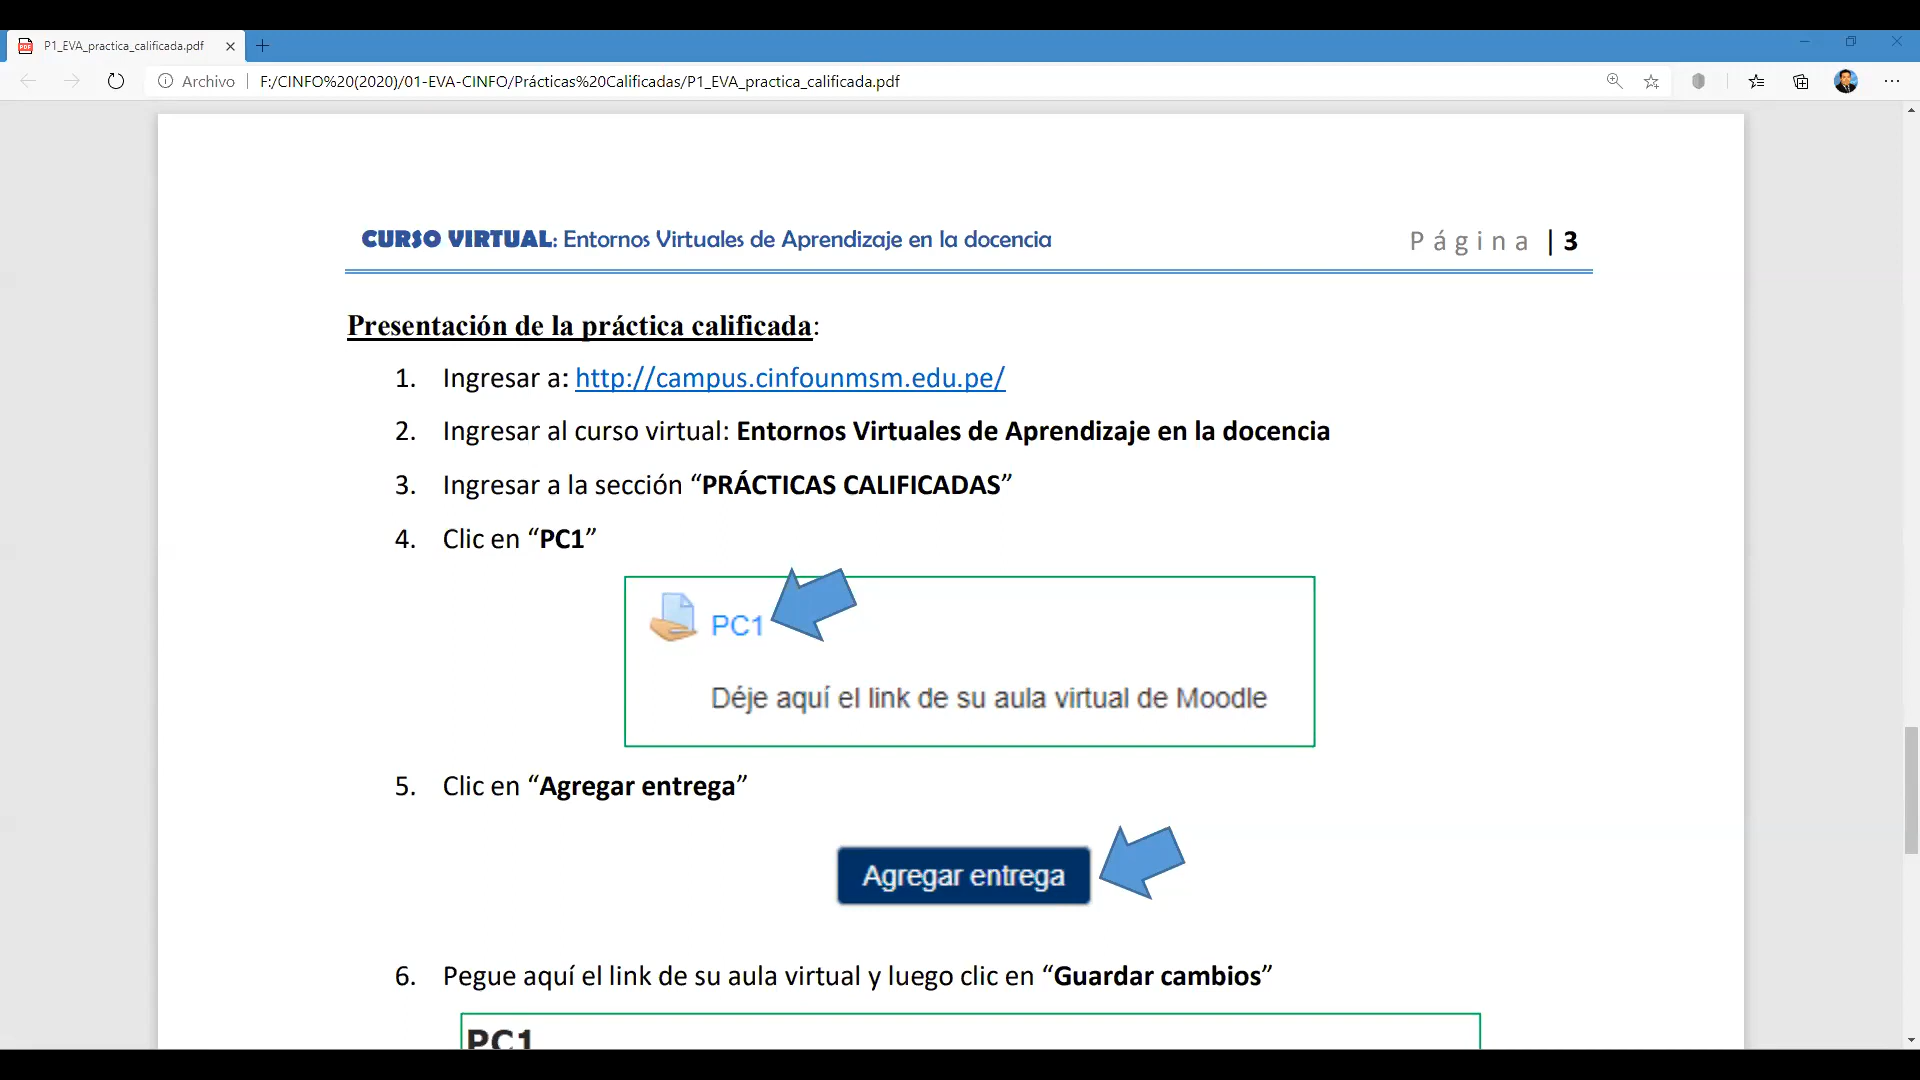 P1_EVA_practica_calificada.pdf
Archivo
F:/CINFO%20(2020)/01-EVA-CINFO/Prácticas%20Calificadas/P1_EVA_practica_calificada.pdf
CURSO VIRTUAL: Entornos Virtuales de Aprendizaje en la docencia
Página | 3
Presentación de la práctica calificada:
1. Ingresar a: http://campus.cinfounmsm.edu.pe/
2. Ingresar al curso virtual: Entornos Virtuales de Aprendizaje en la docencia
3. Ingresar a la sección “PRÁCTICAS CALIFICADAS”
4. Clic en “PC1”
PC1
Déje aquí el link de su aula virtual de Moodle
5. Clic en “Agregar entrega”
Agregar entrega
6. Pegue aquí el link de su aula virtual y luego clic en “Guardar cambios”
PC1